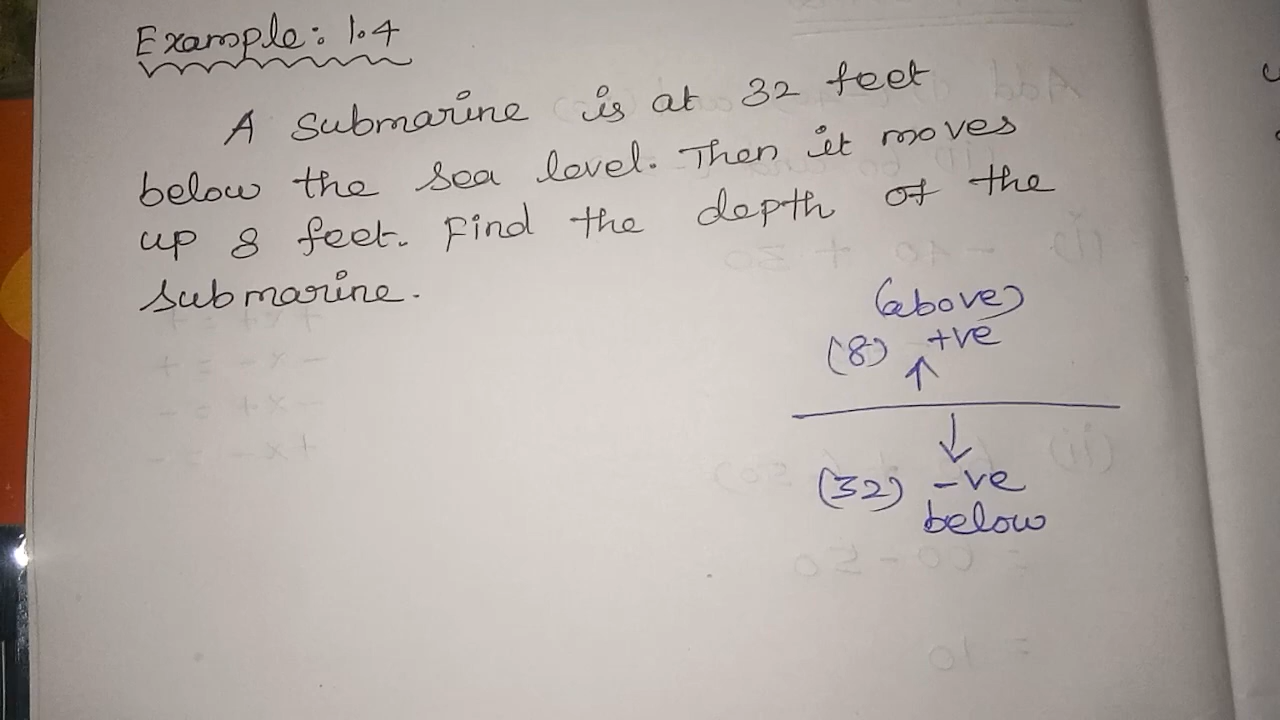 Example: 1.4
A submarine is at 32 feet
below the sea level. Then it moves
up 8 feet. Find the depth of the
submarine.
(above)
(8) +ve
↑
↓
(32) -ve
below